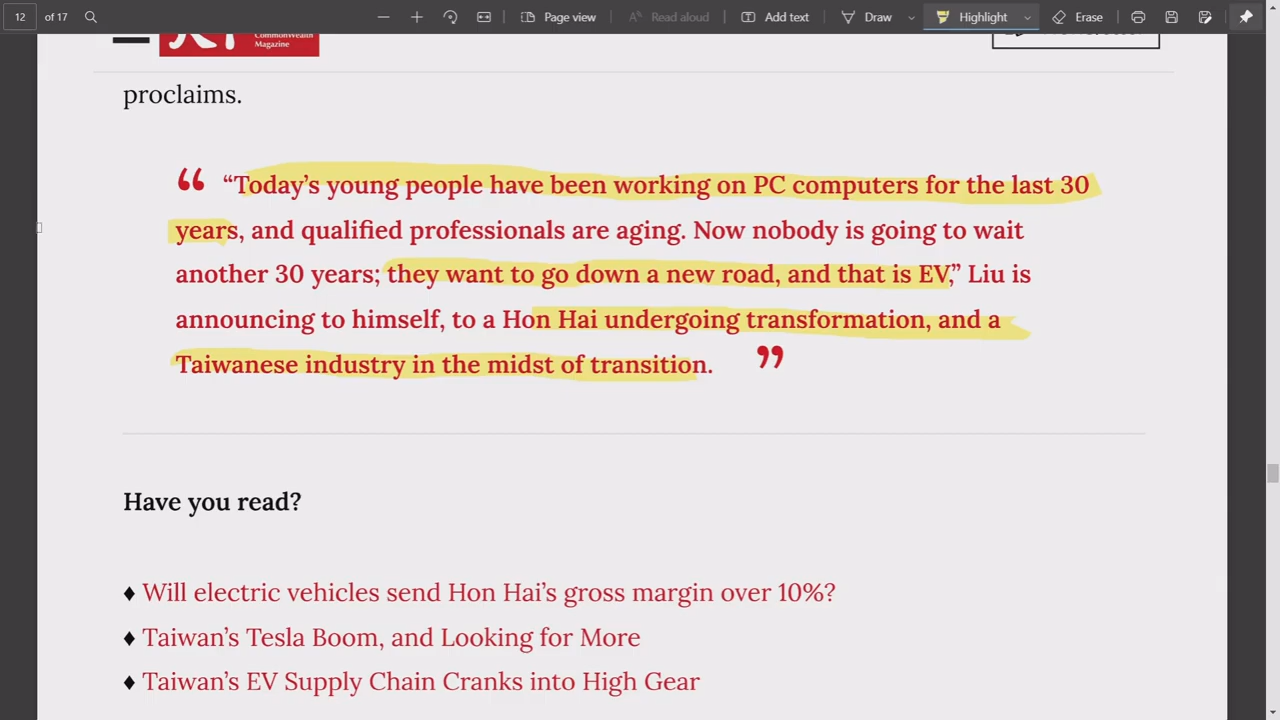 12 of 17 Page view Read aloud Add text Draw Highlight Erase
CommonWealth
Magazine
proclaims.
“ “Today’s young people have been working on PC computers for the last 30
years, and qualified professionals are aging. Now nobody is going to wait
another 30 years; they want to go down a new road, and that is EV,” Liu is
announcing to himself, to a Hon Hai undergoing transformation, and a
Taiwanese industry in the midst of transition. ”
Have you read?
♦ Will electric vehicles send Hon Hai’s gross margin over 10%?
♦ Taiwan’s Tesla Boom, and Looking for More
♦ Taiwan’s EV Supply Chain Cranks into High Gear